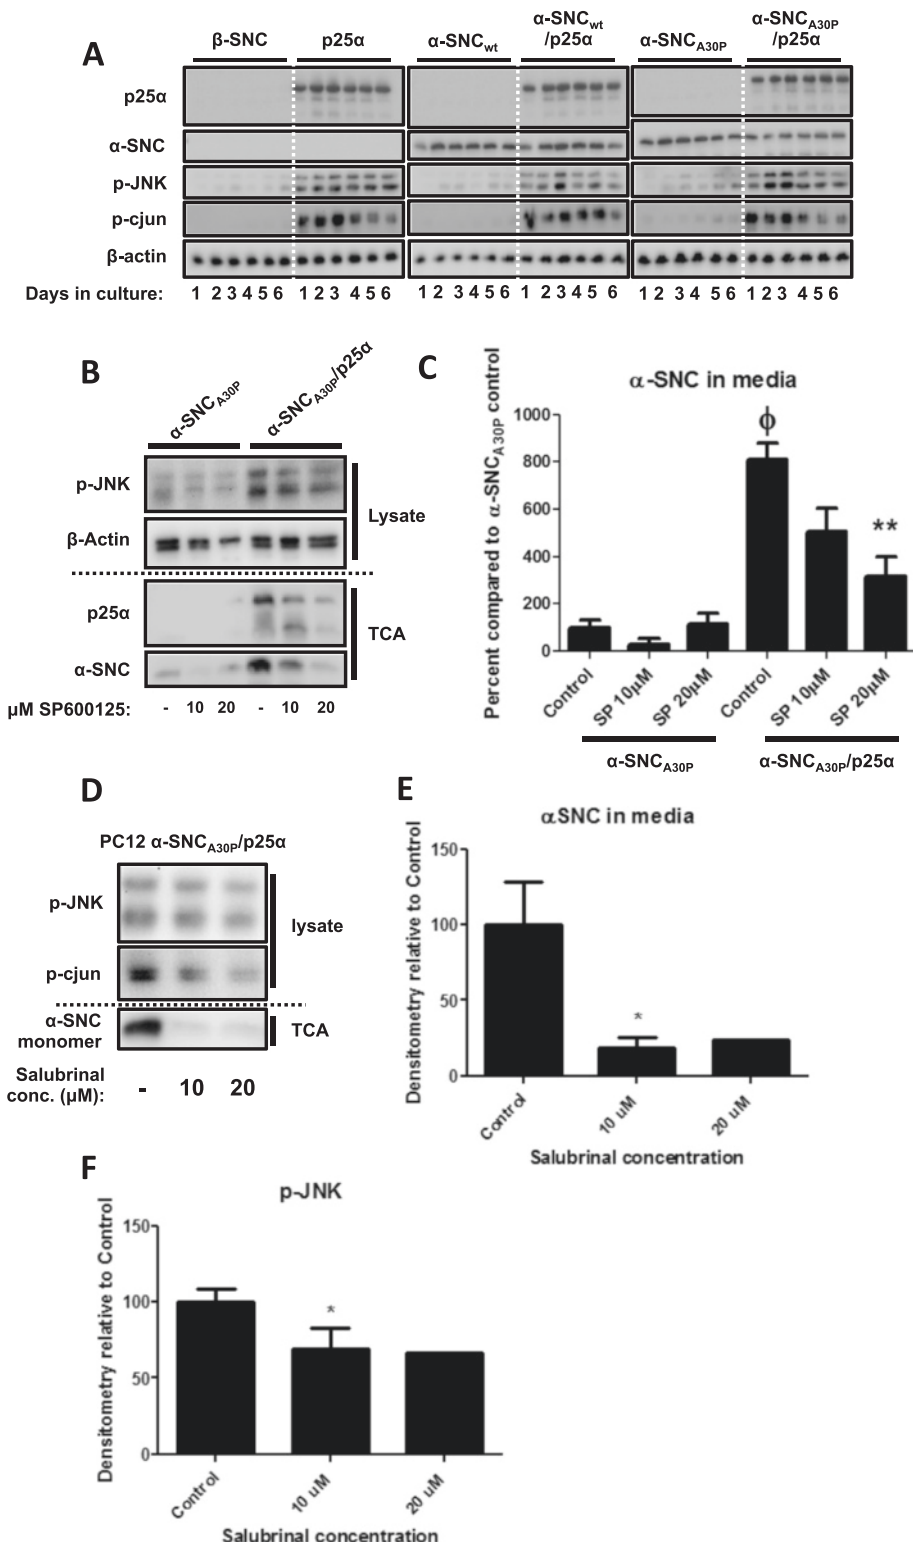 A
β-SNC p25α α-SNCwt α-SNCwt/p25α α-SNCA30P α-SNCA30P/p25α
p25α
α-SNC
p-JNK
p-cjun
β-actin
Days in culture: 1 2 3 4 5 6 1 2 3 4 5 6 1 2 3 4 5 6 1 2 3 4 5 6 1 2 3 4 5 6 1 2 3 4 5 6
B
α-SNCA30P
α-SNCA30P/p25α
p-JNK
β-Actin
Lysate
p25α
α-SNC
TCA
μM SP600125: - 10 20 - 10 20
C
α-SNC in media
Percent compared to α-SNCA30P control
1000
800
600
400
200
0
ϕ
**
Control SP 10μM SP 20μM Control SP 10μM SP 20μM
α-SNCA30P α-SNCA30P/p25α
D
PC12 α-SNCA30P/p25α
p-JNK
p-cjun
lysate
α-SNC
monomer
TCA
Salubrinal
conc. (μM): - 10 20
E
αSNC in media
Densitometry relative to Control
150
100
50
0
*
Control 10 uM 20 uM
Salubrinal concentration
F
p-JNK
Densitometry relative to Control
150
100
50
0
*
Control 10 uM 20 uM
Salubrinal concentration